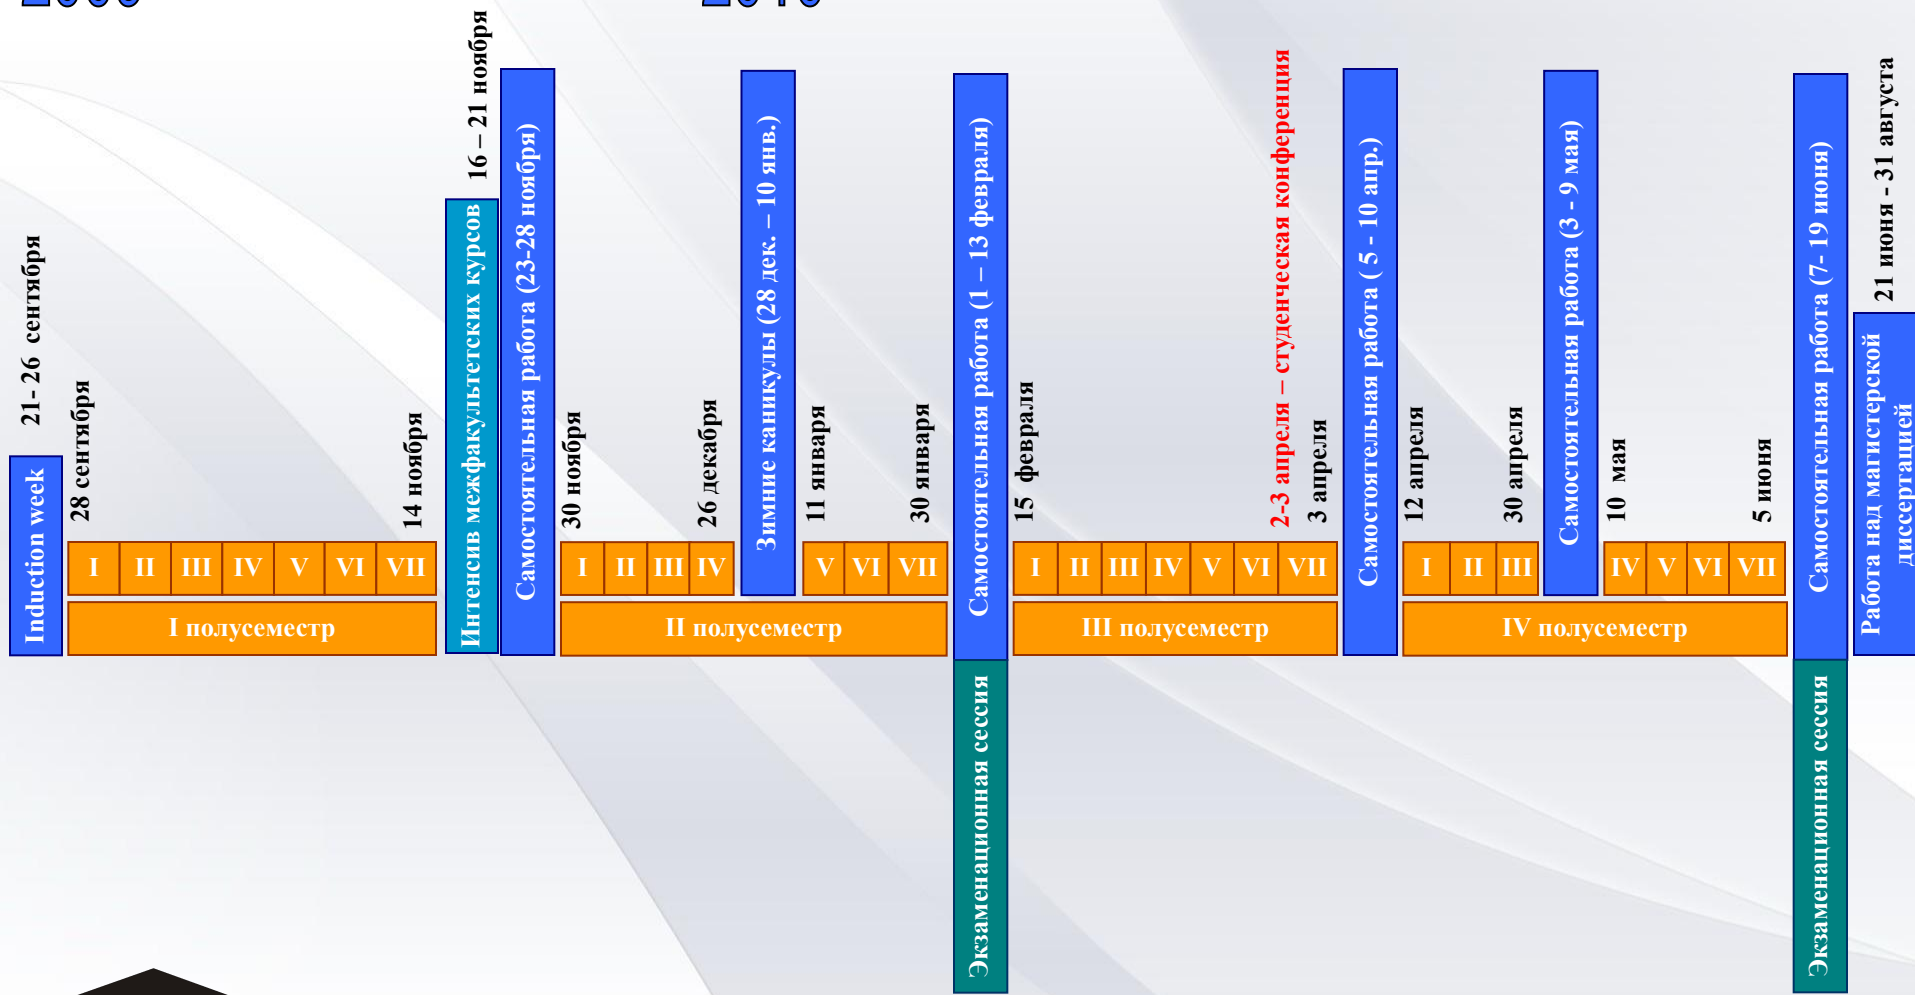 2009
2010
21- 26 сентября
Induction week
28 сентября
14 ноября
I II III IV V VI VII
I полусеместр
16 – 21 ноября
Интенсив межфакультетских курсов
Самостоятельная работа (23-28 ноября)
30 ноября
26 декабря
I II III IV
Зимние каникулы (28 дек. – 10 янв.)
11 января
30 января
V VI VII
II полусеместр
Самостоятельная работа (1 – 13 февраля)
Экзаменационная сессия
15 февраля
2-3 апреля – студенческая конференция
3 апреля
I II III IV V VI VII
III полусеместр
Самостоятельная работа ( 5 - 10 апр.)
12 апреля
30 апреля
I II III
Самостоятельная работа (3 - 9 мая)
10 мая
5 июня
IV V VI VII
IV полусеместр
Самостоятельная работа (7- 19 июня)
Экзаменационная сессия
21 июня - 31 августа
Работа над магистерской
диссертацией